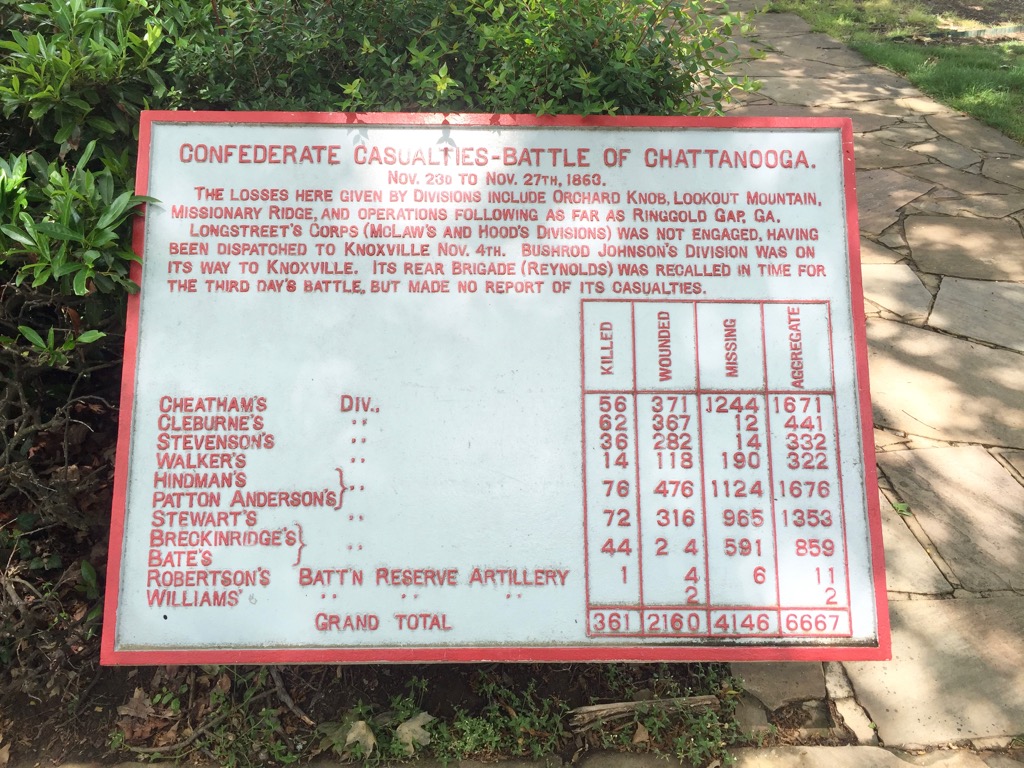 CONFEDERATE CASUALTIES-BATTLE OF CHATTANOOGA.
NOV. 23D TO NOV. 27TH, 1863.
THE LOSSES HERE GIVEN BY DIVISIONS INCLUDE ORCHARD KNOB, LOOKOUT MOUNTAIN,
MISSIONARY RIDGE, AND OPERATIONS FOLLOWING AS FAR AS RINGGOLD GAP, GA.
LONGSTREET'S CORPS (MCLAW'S AND HOOD'S DIVISIONS) WAS NOT ENGAGED, HAVING
BEEN DISPATCHED TO KNOXVILLE NOV. 4TH. BUSHROD JOHNSON'S DIVISION WAS ON
ITS WAY TO KNOXVILLE. ITS REAR BRIGADE (REYNOLDS) WAS RECALLED IN TIME FOR
THE THIRD DAY'S BATTLE, BUT MADE NO REPORT OF ITS CASUALTIES.
KILLED WOUNDED MISSING AGGREGATE
CHEATHAM'S DIV., 56 371 1244 1671
CLEBURNE'S " 62 367 12 441
STEVENSON'S " 36 282 14 332
WALKER'S " 14 118 190 322
HINDMAN'S
PATTON ANDERSON'S } " 76 476 1124 1676
STEWART'S " 72 316 965 1353
BRECKINRIDGE'S
BATE'S } " 44 2 4 591 859
ROBERTSON'S BATT'N RESERVE ARTILLERY 1 4 6 11
WILLIAMS' " " " 2 2
GRAND TOTAL 361 2160 4146 6667